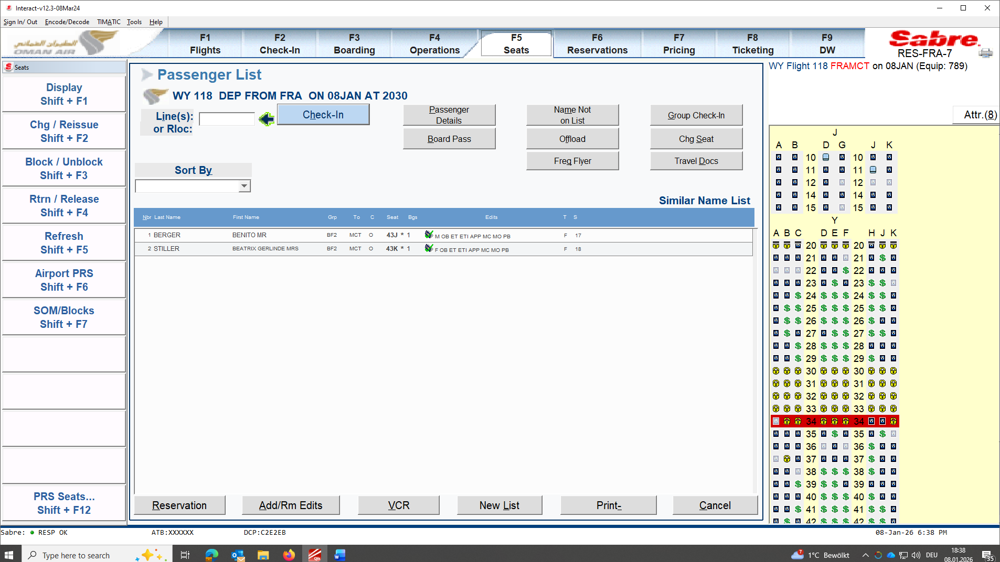 Interact-v12.3-08Mar24
Sign In/ Out Encode/Decode TIMATIC Tools Help
الطيران العماني
OMAN AIR
F1 Flights
F2 Check-In
F3 Boarding
F4 Operations
F5 Seats
F6 Reservations
F7 Pricing
F8 Ticketing
F9 DW
Sabre.
RES-FRA-7
WY Flight 118 FRAMCT on 08JAN (Equip: 789)
Attr.(8)
Seats
Display
Shift + F1
Chg / Reissue
Shift + F2
Block / Unblock
Shift + F3
Rtrn / Release
Shift + F4
Refresh
Shift + F5
Airport PRS
Shift + F6
SOM/Blocks
Shift + F7
PRS Seats...
Shift + F12
Passenger List
WY 118 DEP FROM FRA ON 08JAN AT 2030
Line(s):
or Rloc:
Check-In
Passenger
Details
Board Pass
Name Not
on List
Offload
Freq Flyer
Group Check-In
Chg Seat
Travel Docs
Sort By
Similar Name List
Nbr Last Name First Name Grp To C Seat Bgs Edits T S
1 BERGER BENITO MR BF2 MCT O 43J * 1 M OB ET ETI APP MC MO PB F 17
2 STILLER BEATRIX GERLINDE MRS BF2 MCT O 43K * 1 F OB ET ETI APP MC MO PB F 18
Reservation Add/Rm Edits VCR New List Print- Cancel
J
A B D G J K
10 10
11 11
12 12
14 14
15 15
Y
A B C D E F H J K
20 20
21 21 $
22 $ 22
23 $ 23 $ $
24 $ $ $ $ 24 $ $
25 $ $ $ $ $ 25 $ $
26 $ $ $ $ $ 26 $
27 $ $ $ 27 $ $
28 $ $ $ $ 28
29 $ $ $ $ 29 $
30 30
31 31
32 32
33 33
34 34
35 $ 35 $
36 36 $
37 37 $
38 $ $ $ 38 $
39 $ $ $ 39
40 $ $ $ 40 $
41 $ $ $ $ 41 $ $
42 42
Sabre: RESP OK ATB:XXXXXX DCP:C2E2EB 08-Jan-26 6:38 PM
Type here to search
Qik
7 1°C Bewölkt DEU
18:38
08.01.2026
35